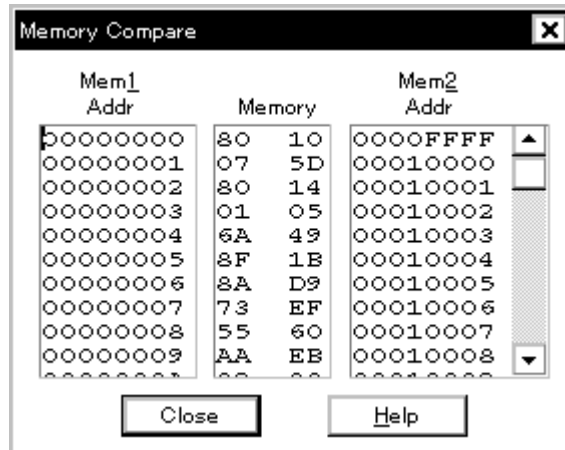 Memory Compare
Mem1 Mem2
Addr Memory Addr
00000000 80 10 0000FFFF
00000001 07 5D 00010000
00000002 80 14 00010001
00000003 01 05 00010002
00000004 6A 49 00010003
00000005 8F 1B 00010004
00000006 8A D9 00010005
00000007 73 EF 00010006
00000008 55 60 00010007
00000009 AA EB 00010008
Close Help